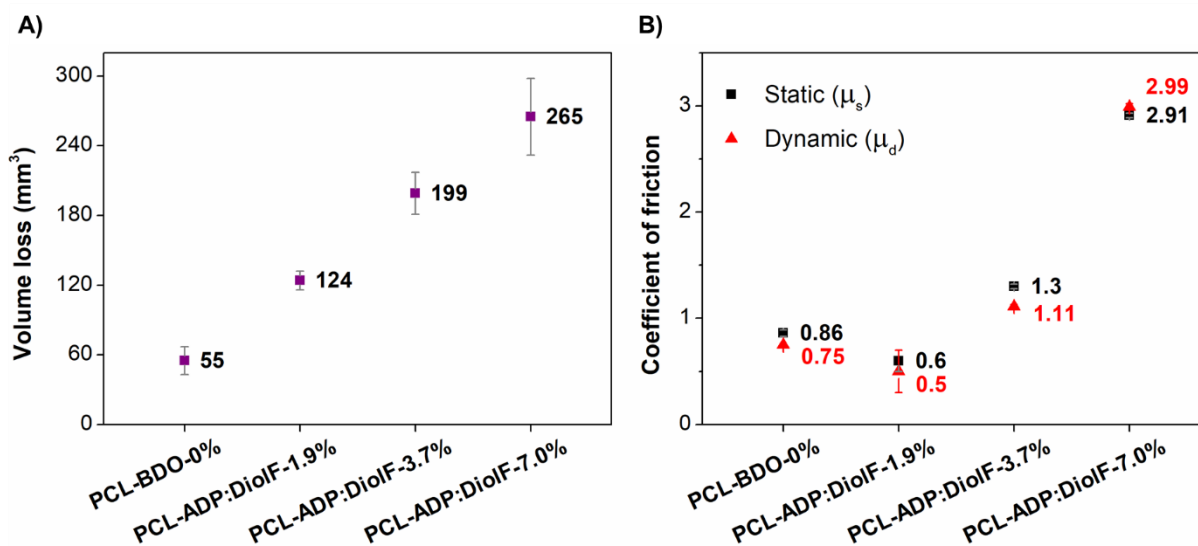 A)
Volume loss (mm³)
300
240
180
120
60
0
55
124
199
265
PCL-BDO-0%
PCL-ADP:DiolF-1.9%
PCL-ADP:DiolF-3.7%
PCL-ADP:DiolF-7.0%
B)
Coefficient of friction
3
2
1
0
Static (μs)
Dynamic (μd)
0.86
0.75
0.6
0.5
1.3
1.11
2.99
2.91
PCL-BDO-0%
PCL-ADP:DiolF-1.9%
PCL-ADP:DiolF-3.7%
PCL-ADP:DiolF-7.0%